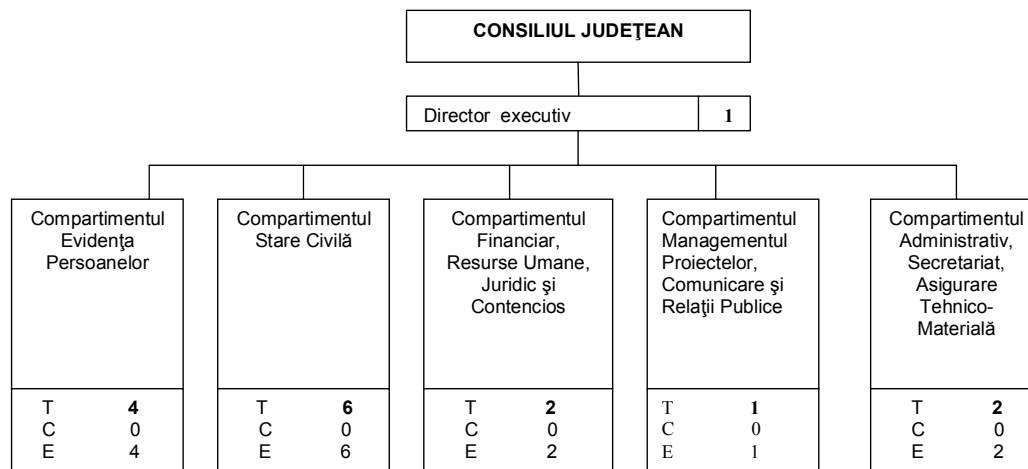 CONSILIUL JUDEŢEAN
Director executiv 1
Compartimentul
Evidenţa
Persoanelor
T 4
C 0
E 4
Compartimentul
Stare Civilă
T 6
C 0
E 6
Compartimentul
Financiar,
Resurse Umane,
Juridic şi
Contencios
T 2
C 0
E 2
Compartimentul
Managementul
Proiectelor,
Comunicare şi
Relaţii Publice
T 1
C 0
E 1
Compartimentul
Administrativ,
Secretariat,
Asigurare
Tehnico-
Materială
T 2
C 0
E 2